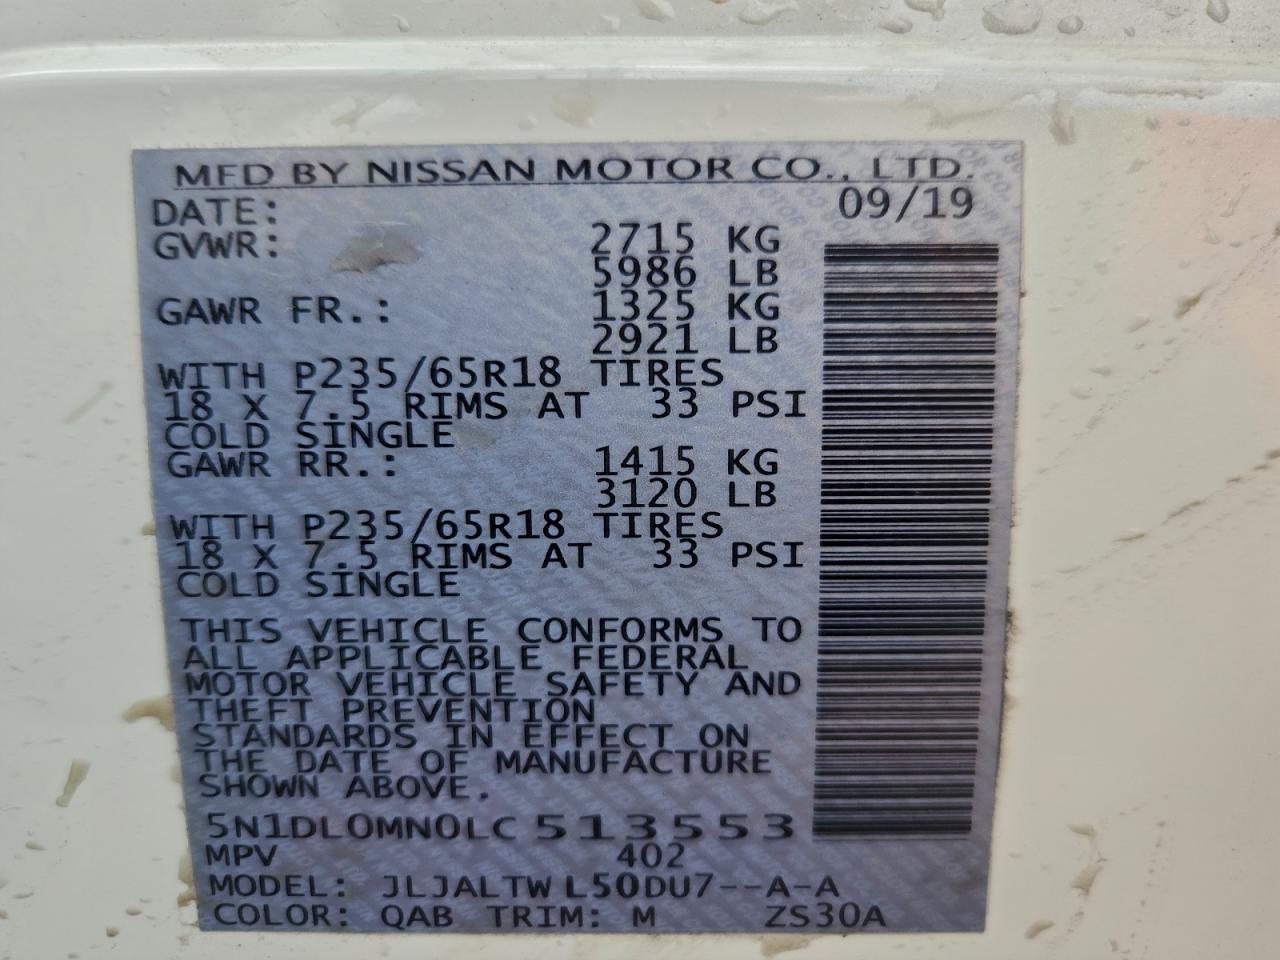 MFD BY NISSAN MOTOR CO., LTD.
DATE: 09/19
GVWR: 2715 KG
5986 LB
GAWR FR.: 1325 KG
2921 LB
WITH P235/65R18 TIRES
18 X 7.5 RIMS AT 33 PSI
COLD SINGLE
GAWR RR.: 1415 KG
3120 LB
WITH P235/65R18 TIRES
18 X 7.5 RIMS AT 33 PSI
COLD SINGLE
THIS VEHICLE CONFORMS TO
ALL APPLICABLE FEDERAL
MOTOR VEHICLE SAFETY AND
THEFT PREVENTION
STANDARDS IN EFFECT ON
THE DATE OF MANUFACTURE
SHOWN ABOVE.
5N1DL0MN0LC513553
MPV 402
MODEL: JLJALTWL50DU7--A-A
COLOR: QAB TRIM: M ZS30A